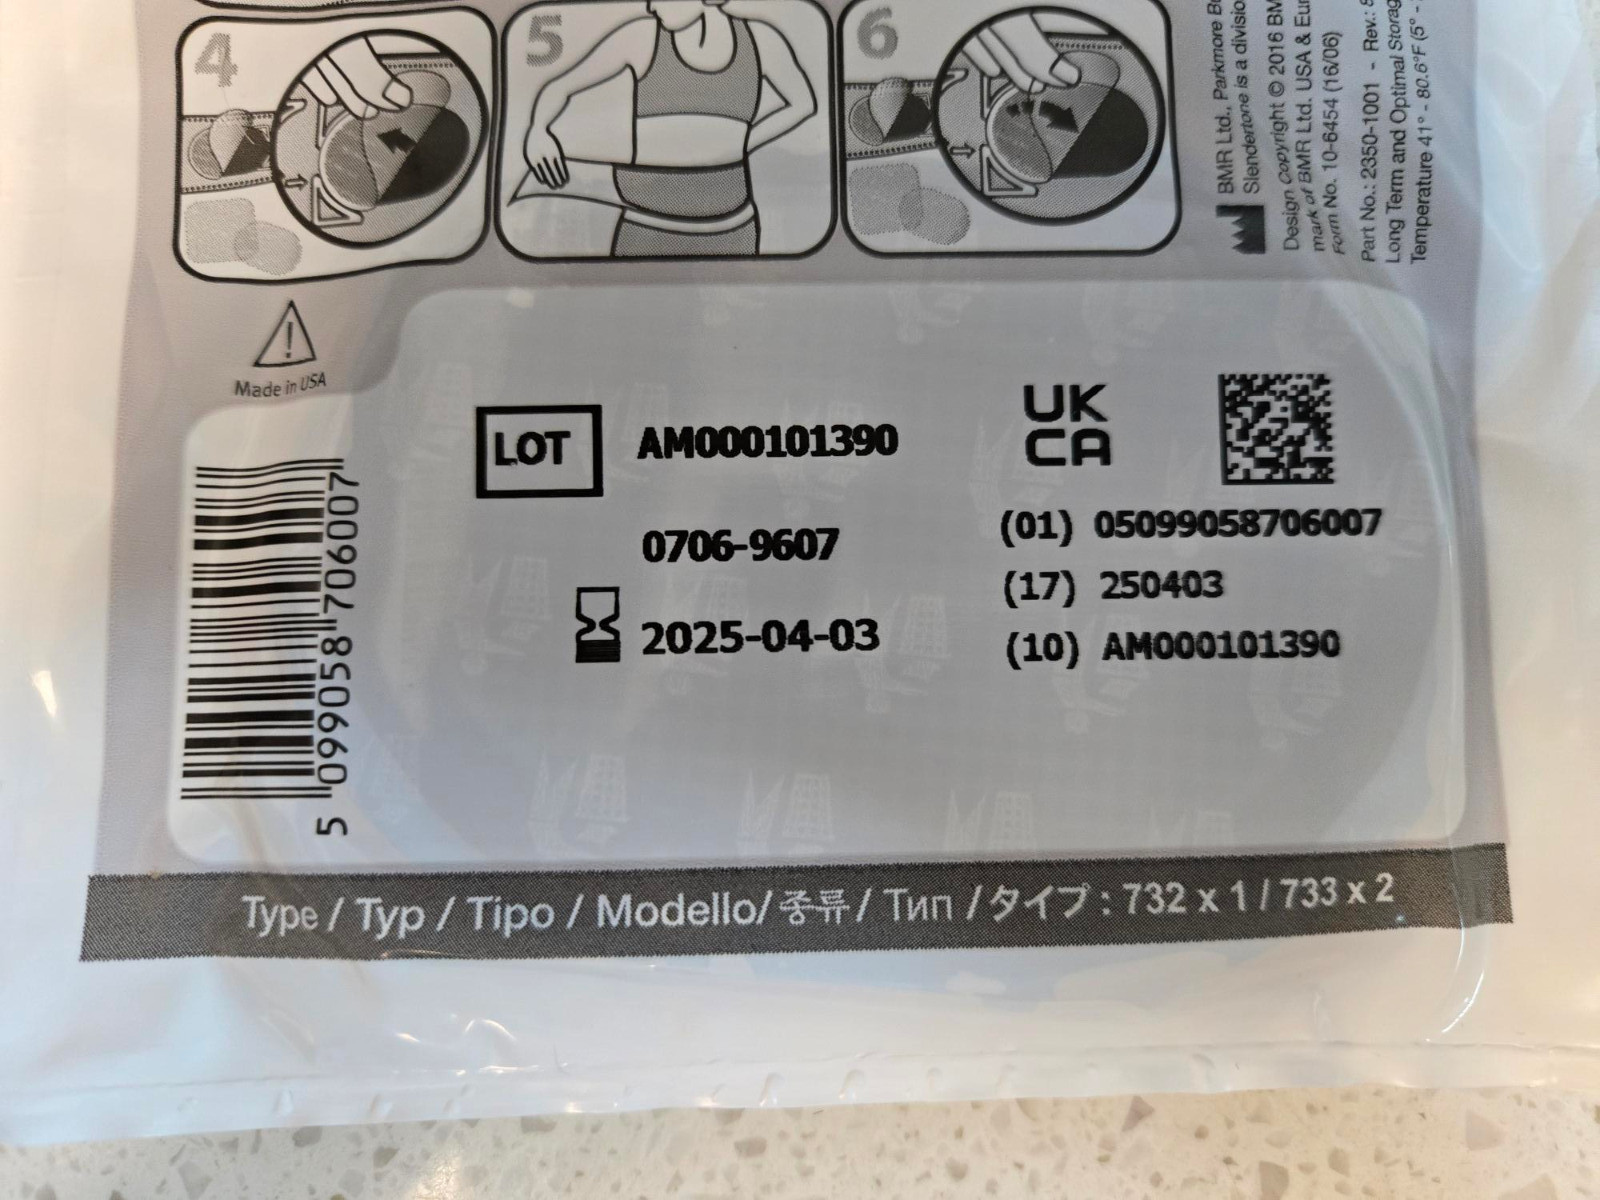 4
5
6
BMR Ltd. Parkmore
Slendertone is a division
Design Copyright © 2016
mark of BMR Ltd. USA &
Form No. 10-6454 (16/06)
Part No.: 2350-1001 - Rev.:
Long Term and Optimal
Temperature 41° - 80.6°F (5° -
Made in USA
LOT AM000101390
0706-9607
2025-04-03
UK
CA
(01) 05099058706007
(17) 250403
(10) AM000101390
5 099058 706007
Type / Typ / Tipo / Modello/ 종류 / Тип /タイプ : 732 x 1 / 733 x 2